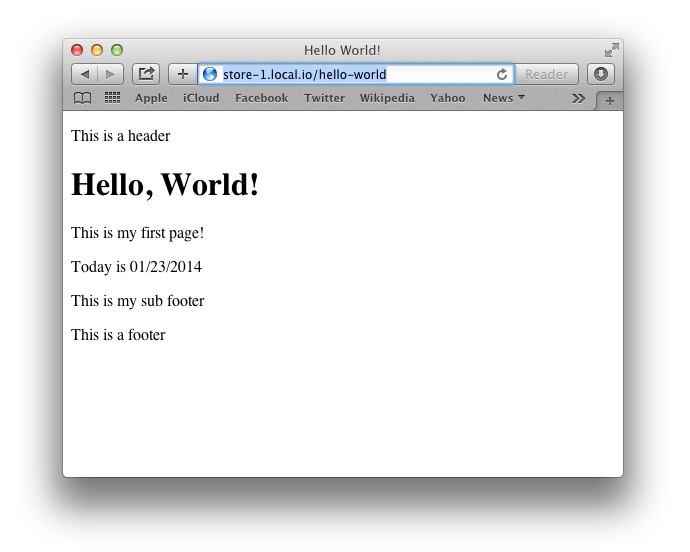 Hello World!
store-1.local.io/hello-world
Reader
Apple iCloud Facebook Twitter Wikipedia Yahoo News
This is a header
Hello, World!
This is my first page!
Today is 01/23/2014
This is my sub footer
This is a footer